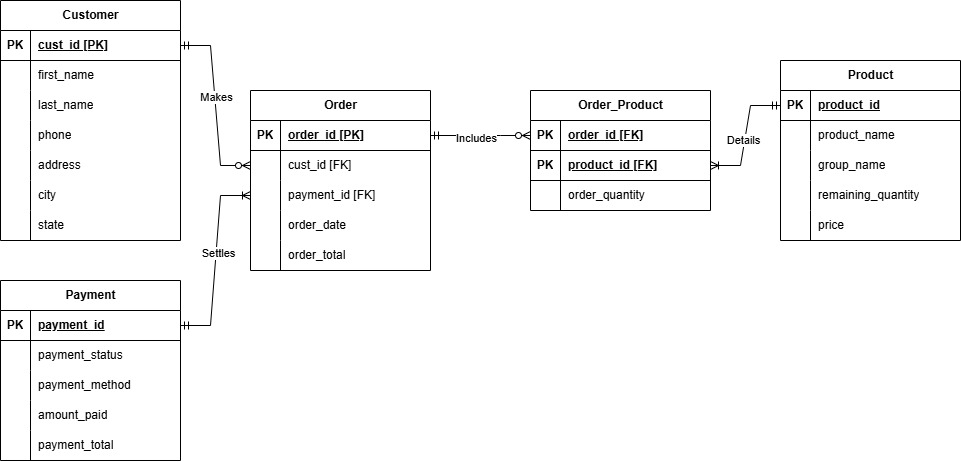 Customer
PK cust_id [PK]
first_name
last_name
phone
address
city
state
Makes
Order
PK order_id [PK]
cust_id [FK]
payment_id [FK]
order_date
order_total
Settles
Payment
PK payment_id
payment_status
payment_method
amount_paid
payment_total
Includes
Order_Product
PK order_id [FK]
PK product_id [FK]
order_quantity
Details
Product
PK product_id
product_name
group_name
remaining_quantity
price